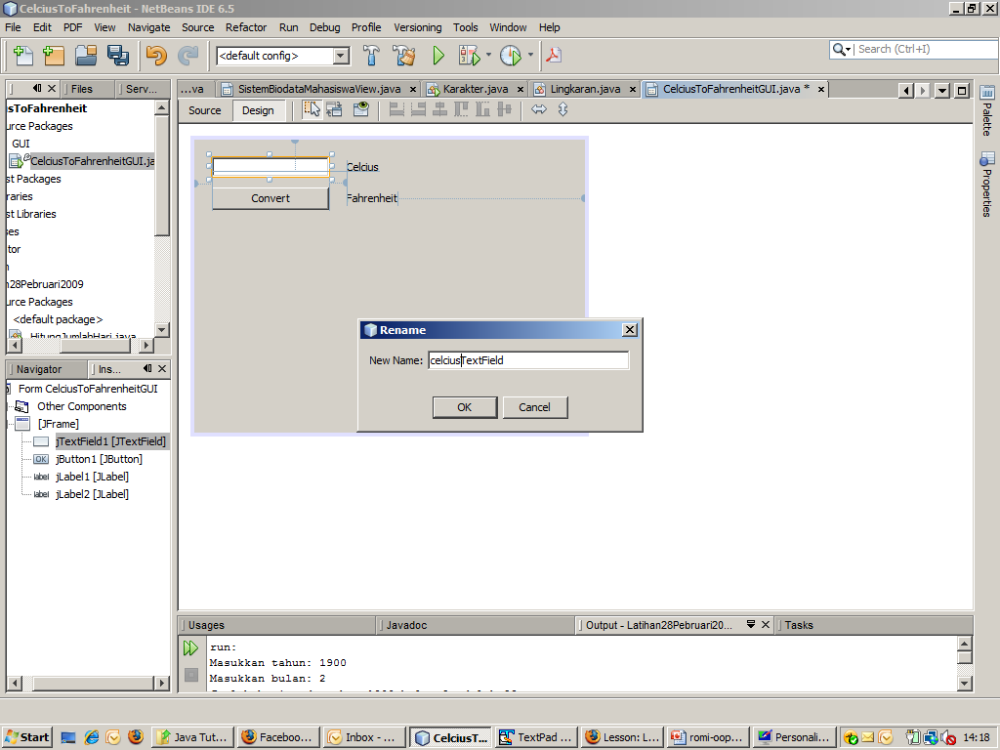 CelciusToFahrenheit - NetBeans IDE 6.5
File Edit PDF View Navigate Source Refactor Run Debug Profile Versioning Tools Window Help
<default config>
Search (Ctrl+I)
Files
Serv...
...va
SistemBiodataMahasiswaView.java
Karakter.java
Lingkaran.java
CelciusToFahrenheitGUI.java *
Source
Design
Palette
Properties
isToFahrenheit
urce Packages
GUI
CelciusToFahrenheitGUI.ja
st Packages
raries
st Libraries
ses
tor
n28Pebruari2009
urce Packages
<default package>
HitungJumlahHari.java
Celcius
Convert
Fahrenheit
Rename
New Name:
celciusTextField
OK
Cancel
Navigator
Ins...
Form CelciusToFahrenheitGUI
Other Components
[JFrame]
jTextField1 [JTextField]
OK
jButton1 [JButton]
label
jLabel1 [JLabel]
label
jLabel2 [JLabel]
Usages
Javadoc
Output - Latihan28Pebruari20...
Tasks
run:
Masukkan tahun: 1900
Masukkan bulan: 2
Start
Java Tut...
Faceboo...
Inbox - ...
CelciusT...
TextPad ...
Lesson: L...
romi-oop...
Personali...
14:18